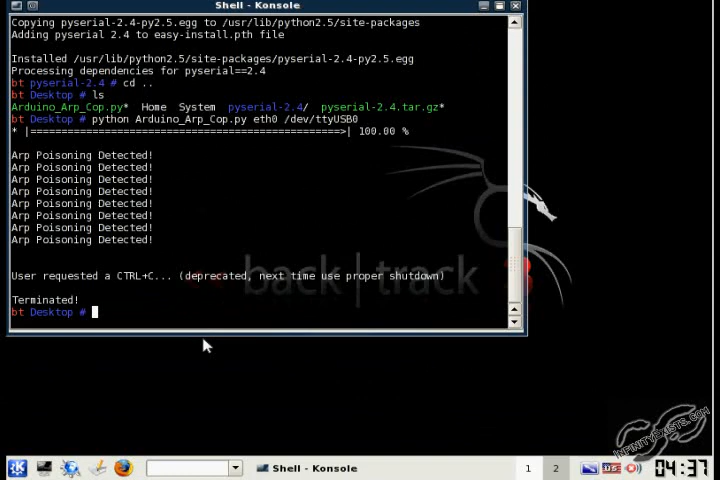 Shell - Konsole
Copying pyserial-2.4-py2.5.egg to /usr/lib/python2.5/site-packages
Adding pyserial 2.4 to easy-install.pth file
Installed /usr/lib/python2.5/site-packages/pyserial-2.4-py2.5.egg
Processing dependencies for pyserial==2.4
bt pyserial-2.4 # cd ..
bt Desktop # ls
Arduino_Arp_Cop.py* Home System pyserial-2.4/ pyserial-2.4.tar.gz*
bt Desktop # python Arduino_Arp_Cop.py eth0 /dev/ttyUSB0
* |==================================================>| 100.00 %
Arp Poisoning Detected!
Arp Poisoning Detected!
Arp Poisoning Detected!
Arp Poisoning Detected!
Arp Poisoning Detected!
Arp Poisoning Detected!
Arp Poisoning Detected!
Arp Poisoning Detected!
User requested a CTRL+C... (deprecated, next time use proper shutdown)
<< back|track
Terminated!
bt Desktop #
InfinityExists.com
Shell - Konsole
1 2
US
04:37